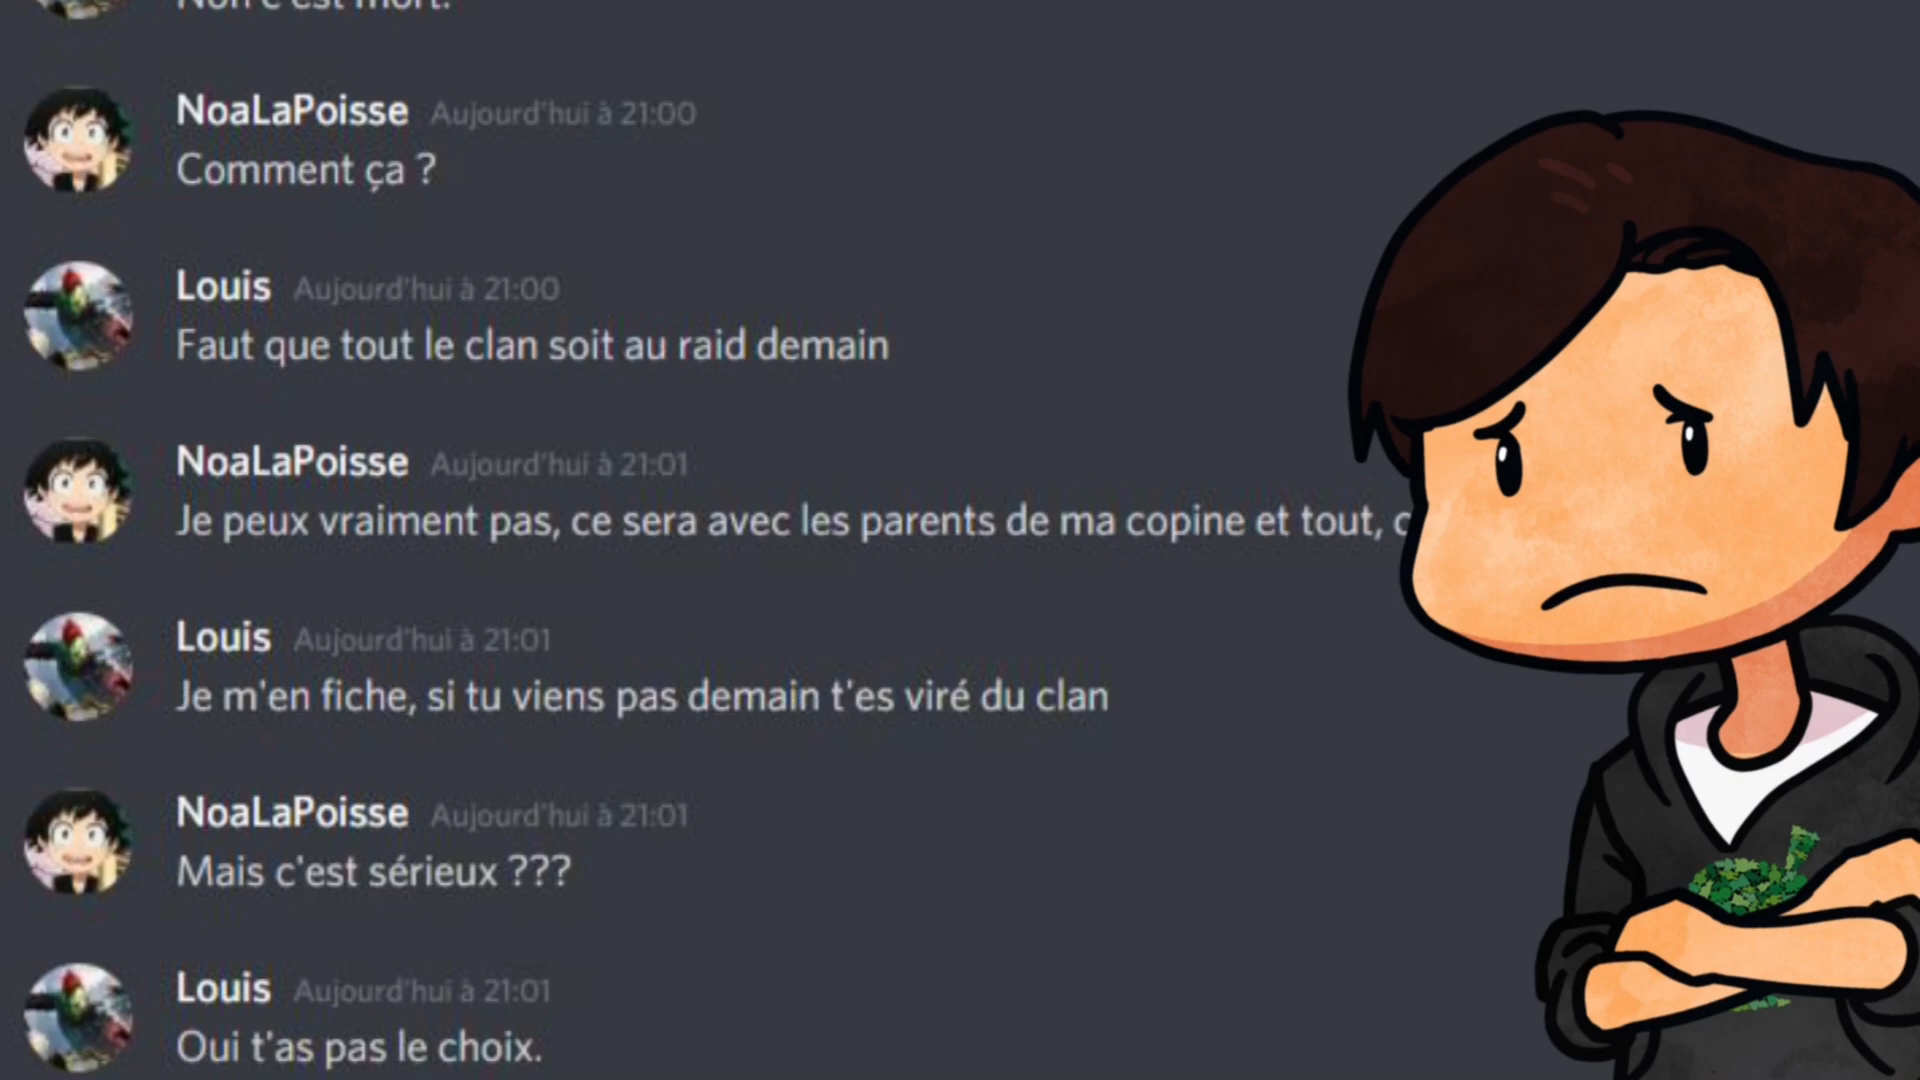 Non c'est mort.
NoaLaPoisse Aujourd'hui à 21:00
Comment ça ?
Louis Aujourd'hui à 21:00
Faut que tout le clan soit au raid demain
NoaLaPoisse Aujourd'hui à 21:01
Je peux vraiment pas, ce sera avec les parents de ma copine et tout,
Louis Aujourd'hui à 21:01
Je m'en fiche, si tu viens pas demain t'es viré du clan
NoaLaPoisse Aujourd'hui à 21:01
Mais c'est sérieux ???
Louis Aujourd'hui à 21:01
Oui t'as pas le choix.